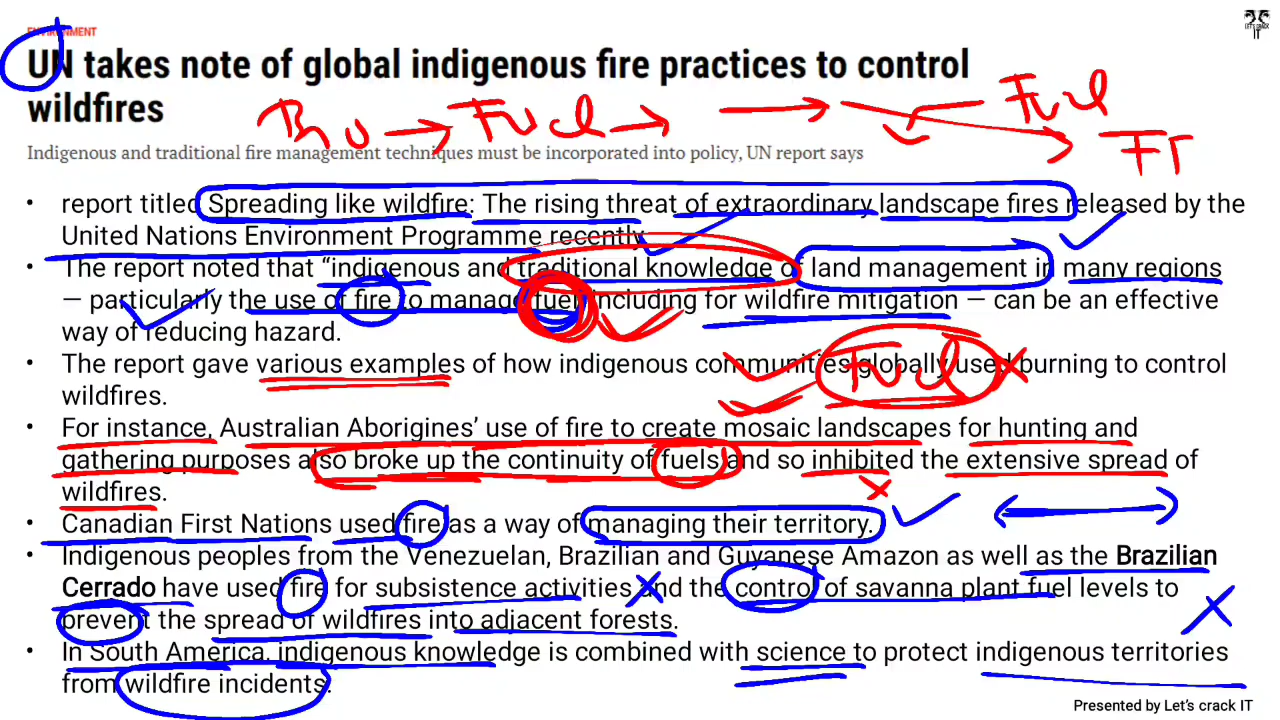 ENVIRONMENT
LET'S CRACK
IT
UN takes note of global indigenous fire practices to control
wildfires
Fuel
Fuel
Indigenous and traditional fire management techniques must be incorporated into policy, UN report says
• report titled Spreading like wildfire: The rising threat of extraordinary landscape fires released by the
United Nations Environment Programme recently
• The report noted that “indigenous and traditional knowledge of land management in many regions
— particularly the use of fire to manage fuel, including for wildfire mitigation — can be an effective
way of reducing hazard.
• The report gave various examples of how indigenous communities globally used burning to control
Fuel
wildfires.
• For instance, Australian Aborigines’ use of fire to create mosaic landscapes for hunting and
gathering purposes also broke up the continuity of fuels and so inhibited the extensive spread of
wildfires.
• Canadian First Nations used fire as a way of managing their territory.
• Indigenous peoples from the Venezuelan, Brazilian and Guyanese Amazon as well as the Brazilian
Cerrado have used fire for subsistence activities and the control of savanna plant fuel levels to
prevent the spread of wildfires into adjacent forests.
• In South America, indigenous knowledge is combined with science to protect indigenous territories
from wildfire incidents.
Presented by Let’s crack IT